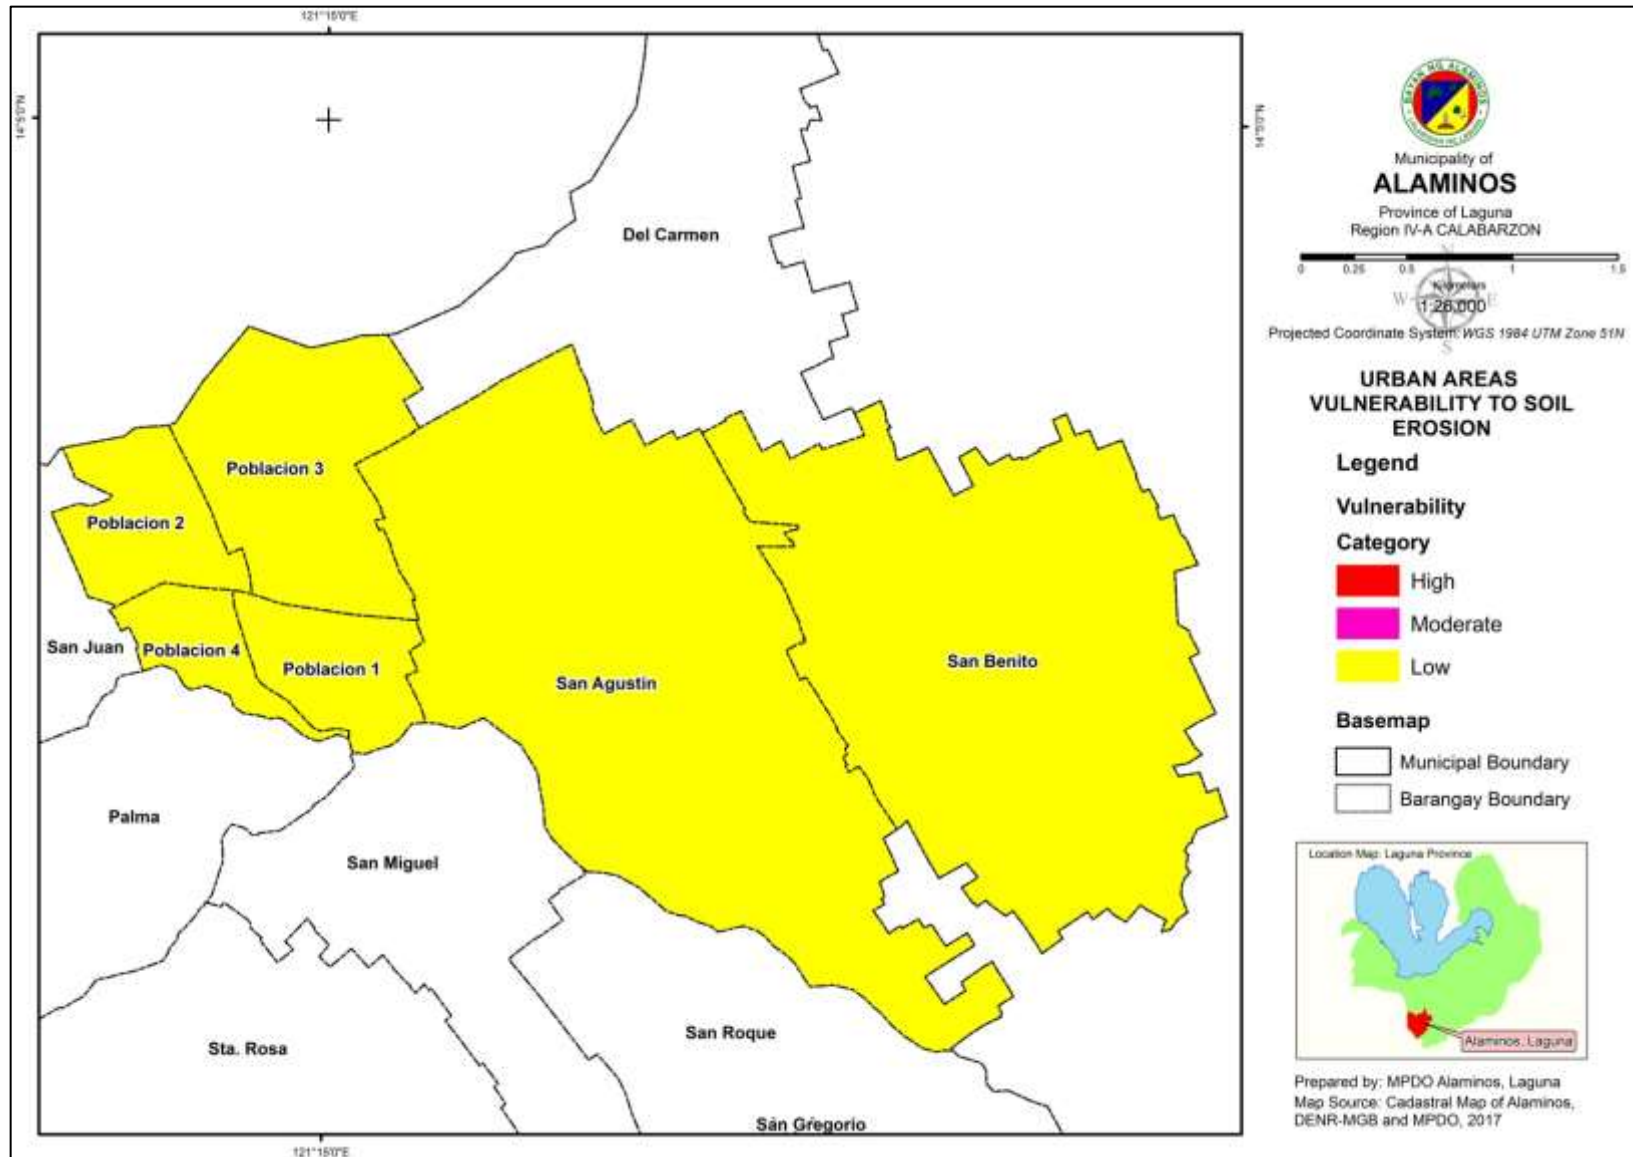 121°15'0"E
14°5'0"N
14°5'0"N
Del Carmen
Poblacion 3
Poblacion 2
San Juan
Poblacion 4
Poblacion 1
San Agustin
San Benito
Palma
San Miguel
Sta. Rosa
San Roque
San Gregorio
121°15'0"E
BAYAN NG ALAMINOS
Municipality of
ALAMINOS
Province of Laguna
Region IV-A CALABARZON
0 0.25 0.5 1 1.5
Kilometers
N
W E
1:26,000
S
Projected Coordinate System: WGS 1984 UTM Zone 51N
URBAN AREAS
VULNERABILITY TO SOIL
EROSION
Legend
Vulnerability
Category
High
Moderate
Low
Basemap
Municipal Boundary
Barangay Boundary
Location Map: Laguna Province
Alaminos, Laguna
Prepared by: MPDO Alaminos, Laguna
Map Source: Cadastral Map of Alaminos,
DENR-MGB and MPDO, 2017